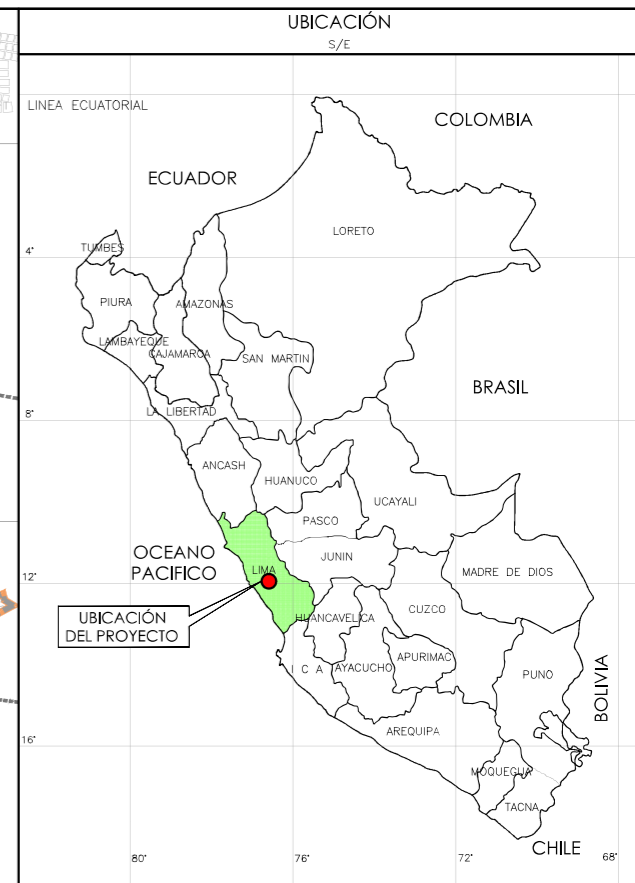 UBICACIÓN
S/E
LINEA ECUATORIAL
COLOMBIA
ECUADOR
LORETO
4°
TUMBES
PIURA
AMAZONAS
LAMBAYEQUE
CAJAMARCA
SAN MARTIN
BRASIL
8°
LA LIBERTAD
ANCASH
HUANUCO
UCAYALI
PASCO
OCEANO
PACIFICO
JUNIN
LIMA
MADRE DE DIOS
12°
CUZCO
UBICACIÓN
DEL PROYECTO
HUANCAVELICA
I C A
AYACUCHO
APURIMAC
PUNO
BOLIVIA
AREQUIPA
16°
MOQUEGUA
TACNA
CHILE
80°
76°
72°
68°